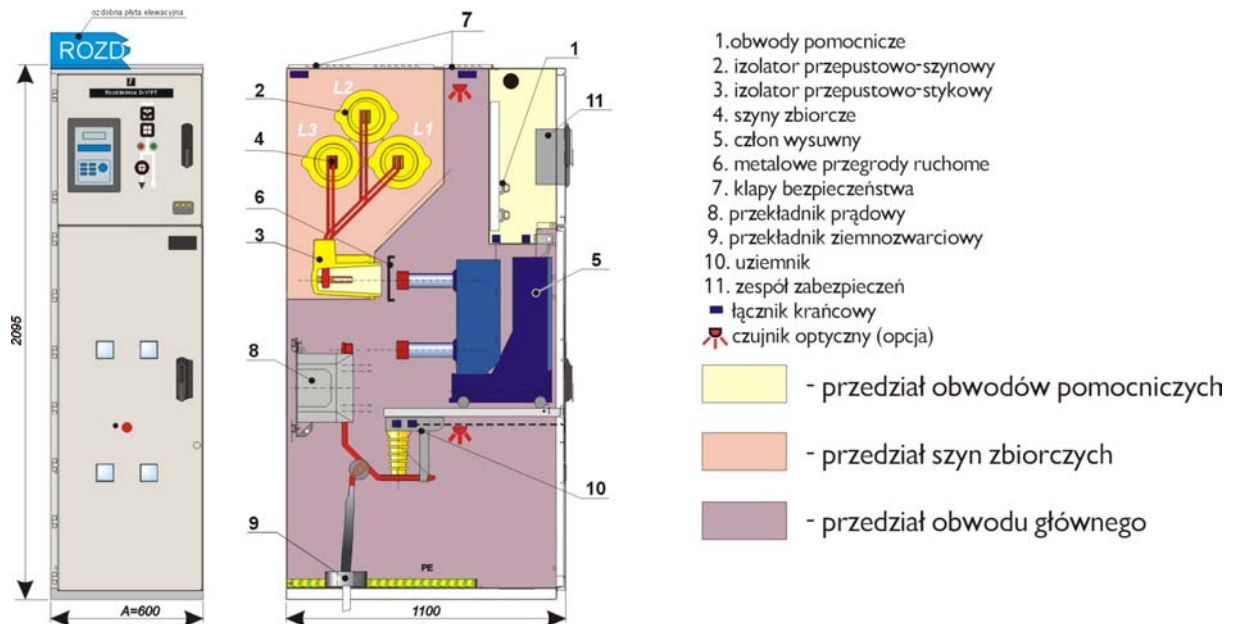 ozdobna płyta elewacyjna
ROZD
Rozdzielnica D-17PT
2095
A=600
7
1
2
11
L2
L3
L1
4
6
3
5
8
10
9
PE
1100
1.obwody pomocnicze
2. izolator przepustowo-szynowy
3. izolator przepustowo-stykowy
4. szyny zbiorcze
5. człon wysuwny
6. metalowe przegrody ruchome
7. klapy bezpieczeństwa
8. przekładnik prądowy
9. przekładnik ziemnozwarciowy
10. uziemnik
11. zespół zabezpieczeń
łącznik krańcowy
czujnik optyczny (opcja)
- przedział obwodów pomocniczych
- przedział szyn zbiorczych
- przedział obwodu głównego